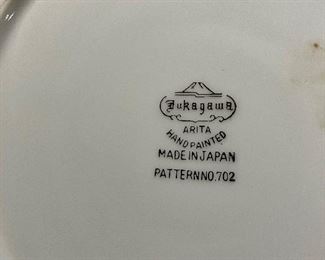 Fukagawa
ARITA
HAND PAINTED
MADE IN JAPAN
PATTERN NO. 702